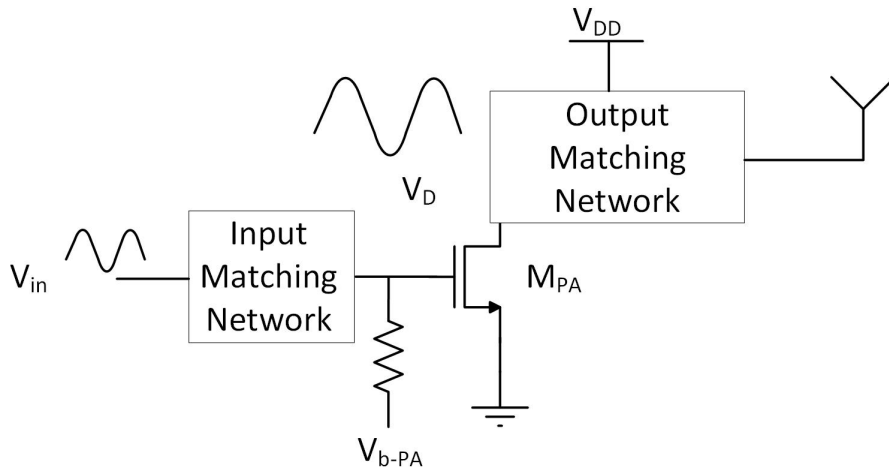 V_DD
Output
Matching
Network
V_D
Input
Matching
Network
V_in
M_PA
V_b-PA